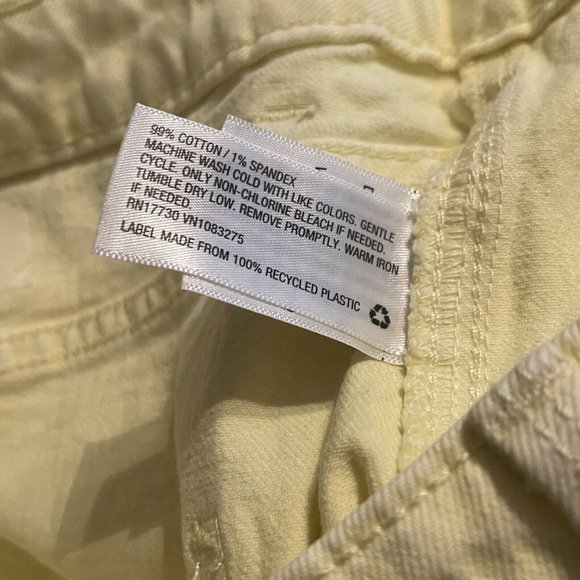 99% COTTON / 1% SPANDEX
MACHINE WASH COLD WITH LIKE COLORS. GENTLE
CYCLE. ONLY NON-CHLORINE BLEACH IF NEEDED.
TUMBLE DRY LOW. REMOVE PROMPTLY. WARM IRON
IF NEEDED.
RN17730 VN1083275
LABEL MADE FROM 100% RECYCLED PLASTIC